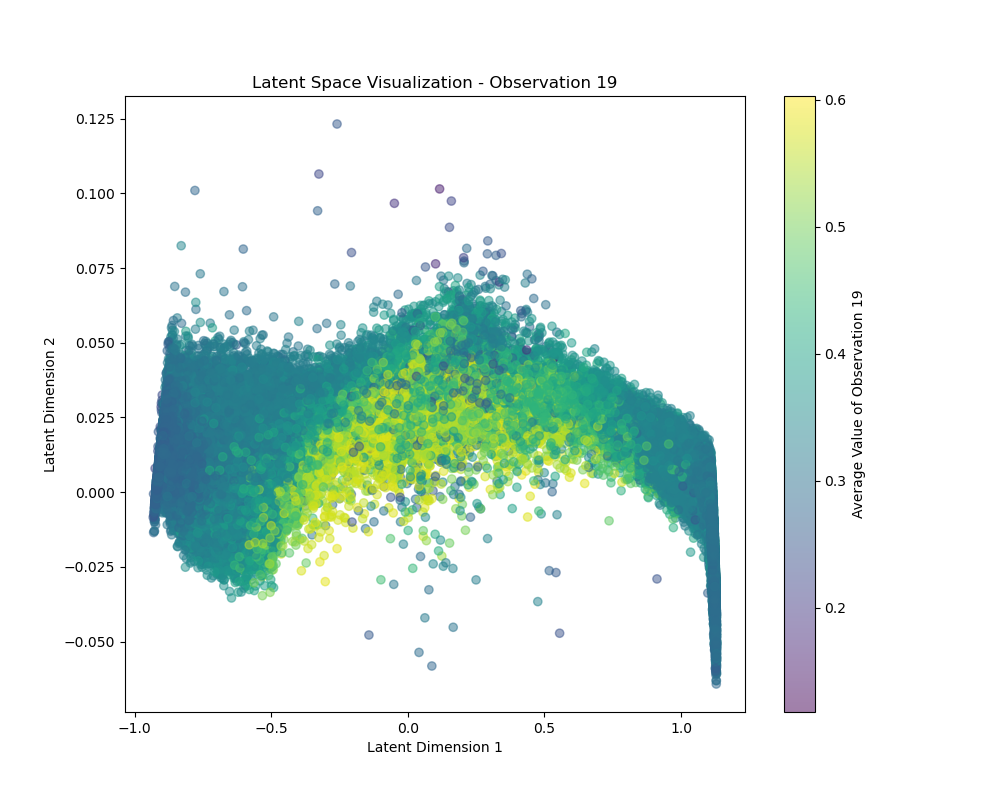 Latent Space Visualization - Observation 19
0.125
0.100
0.075
0.050
0.025
0.000
−0.025
−0.050
Latent Dimension 2
−1.0 −0.5 0.0 0.5 1.0
Latent Dimension 1
0.6
0.5
0.4
0.3
0.2
Average Value of Observation 19